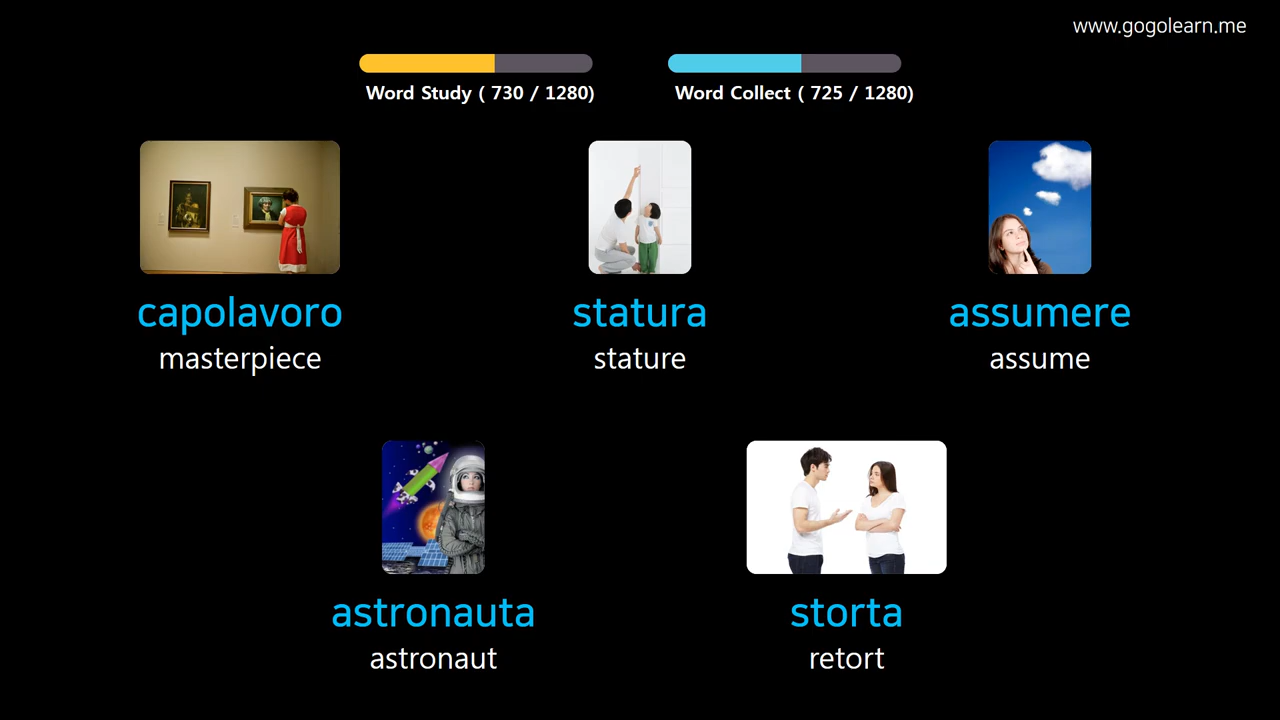 www.gogolearn.me
Word Study ( 730 / 1280)
Word Collect ( 725 / 1280)
capolavoro
masterpiece
statura
stature
assumere
assume
astronauta
astronaut
storta
retort